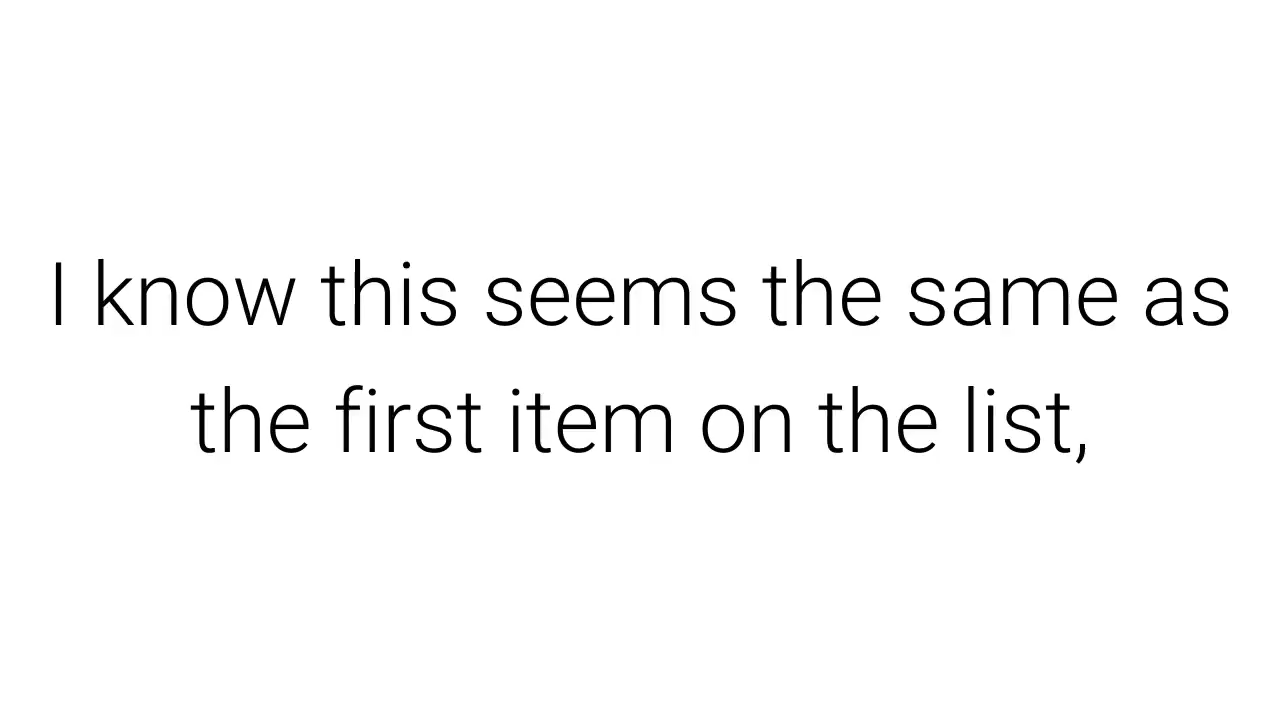 I know this seems the same as
the first item on the list,